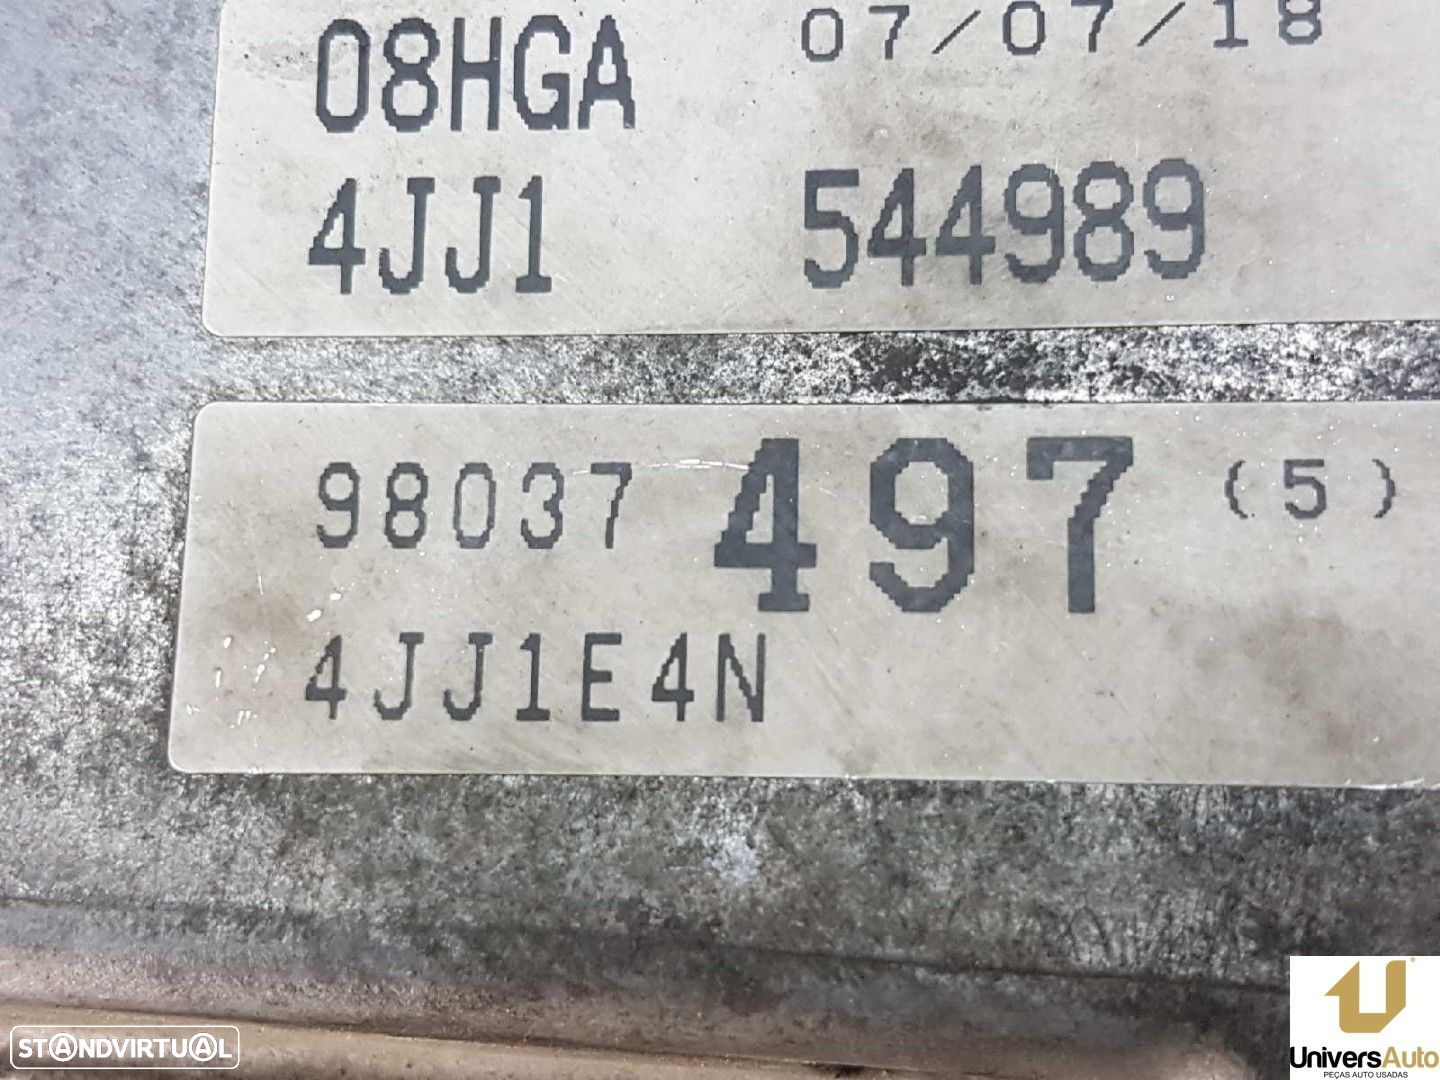 08HGA 07/07/18
4JJ1 544989
98037 497 (5)
4JJ1E4N
STANDVIRTUAL
UniversAuto
PEÇAS AUTO USADAS